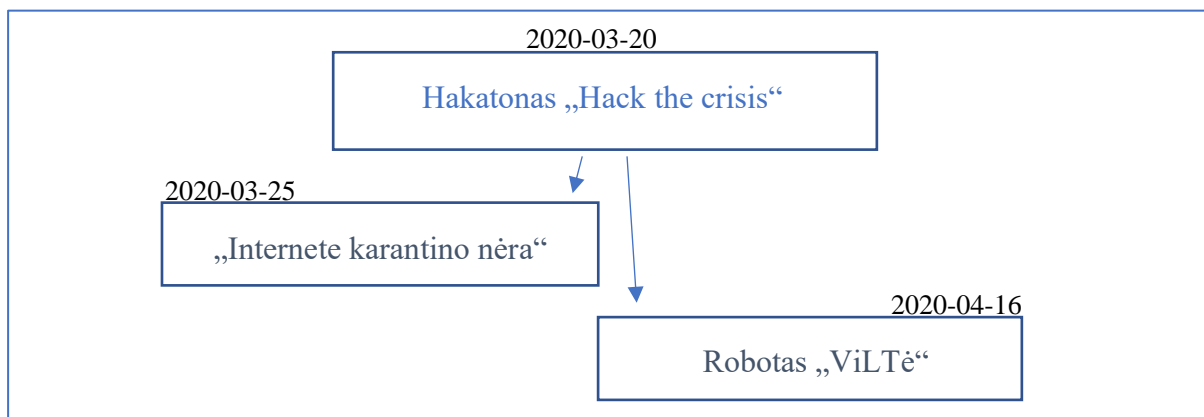 2020-03-20
Hakatonas „Hack the crisis“
2020-03-25
„Internete karantino nėra“
2020-04-16
Robotas „ViLTė“